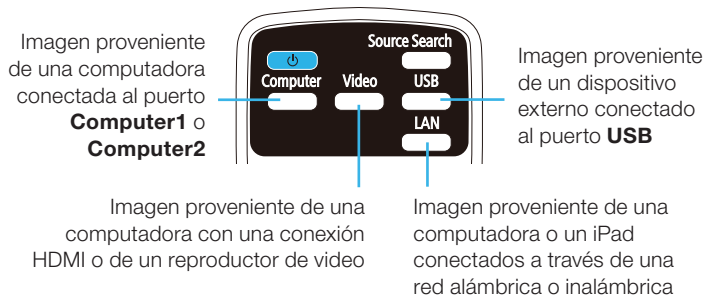 Imagen proveniente
de una computadora
conectada al puerto
Computer1 o
Computer2
Source Search
Computer
Video
USB
LAN
Imagen proveniente
de un dispositivo
externo conectado
al puerto USB
Imagen proveniente de una
computadora con una conexión
HDMI o de un reproductor de video
Imagen proveniente de una
computadora o un iPad
conectados a través de una
red alámbrica o inalámbrica